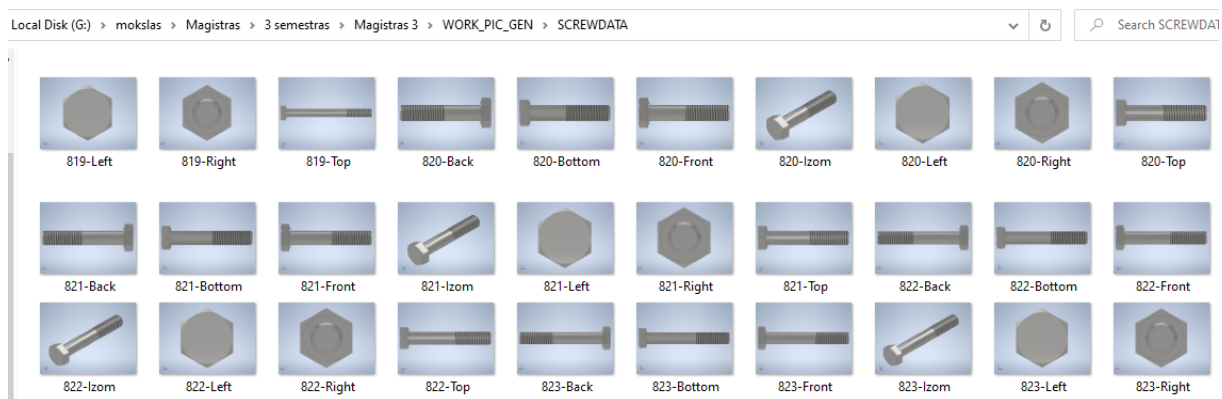 Local Disk (G:) > mokslas > Magistras > 3 semestras > Magistras 3 > WORK_PIC_GEN > SCREWDATA
Search SCREWDAT
819-Left 819-Right 819-Top 820-Back 820-Bottom 820-Front 820-Izom 820-Left 820-Right 820-Top
821-Back 821-Bottom 821-Front 821-Izom 821-Left 821-Right 821-Top 822-Back 822-Bottom 822-Front
822-Izom 822-Left 822-Right 822-Top 823-Back 823-Bottom 823-Front 823-Izom 823-Left 823-Right